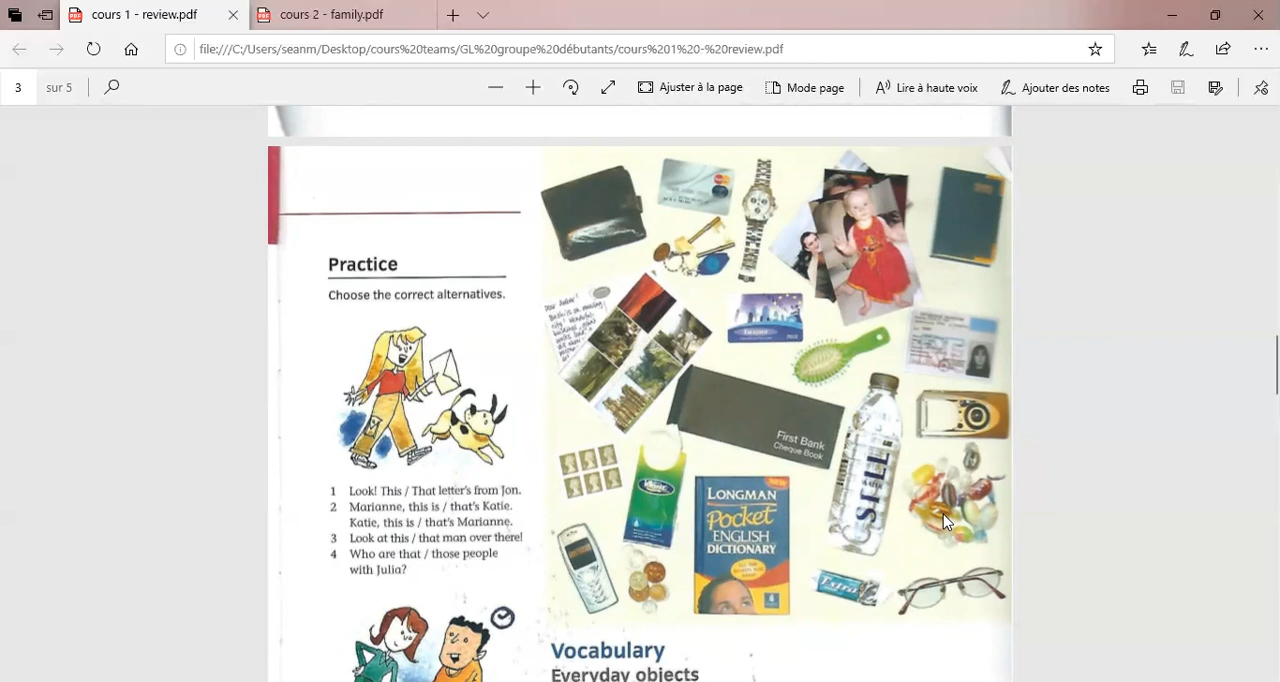 cours 1 - review.pdf
cours 2 - family.pdf
file:///C:/Users/seanm/Desktop/cours%20teams/GL%20groupe%20débutants/cours%201%20-%20review.pdf
3 sur 5
Ajuster à la page
Mode page
Lire à haute voix
Ajouter des notes
Practice
Choose the correct alternatives.
1 Look! This / That letter's from Jon.
2 Marianne, this is / that's Katie.
Katie, this is / that's Marianne.
3 Look at this / that man over there!
4 Who are that / those people
with Julia?
First Bank
Cheque Book
STILL
NEW
LONGMAN
Pocket
ENGLISH
DICTIONARY
Extra
Vocabulary
Everyday objects